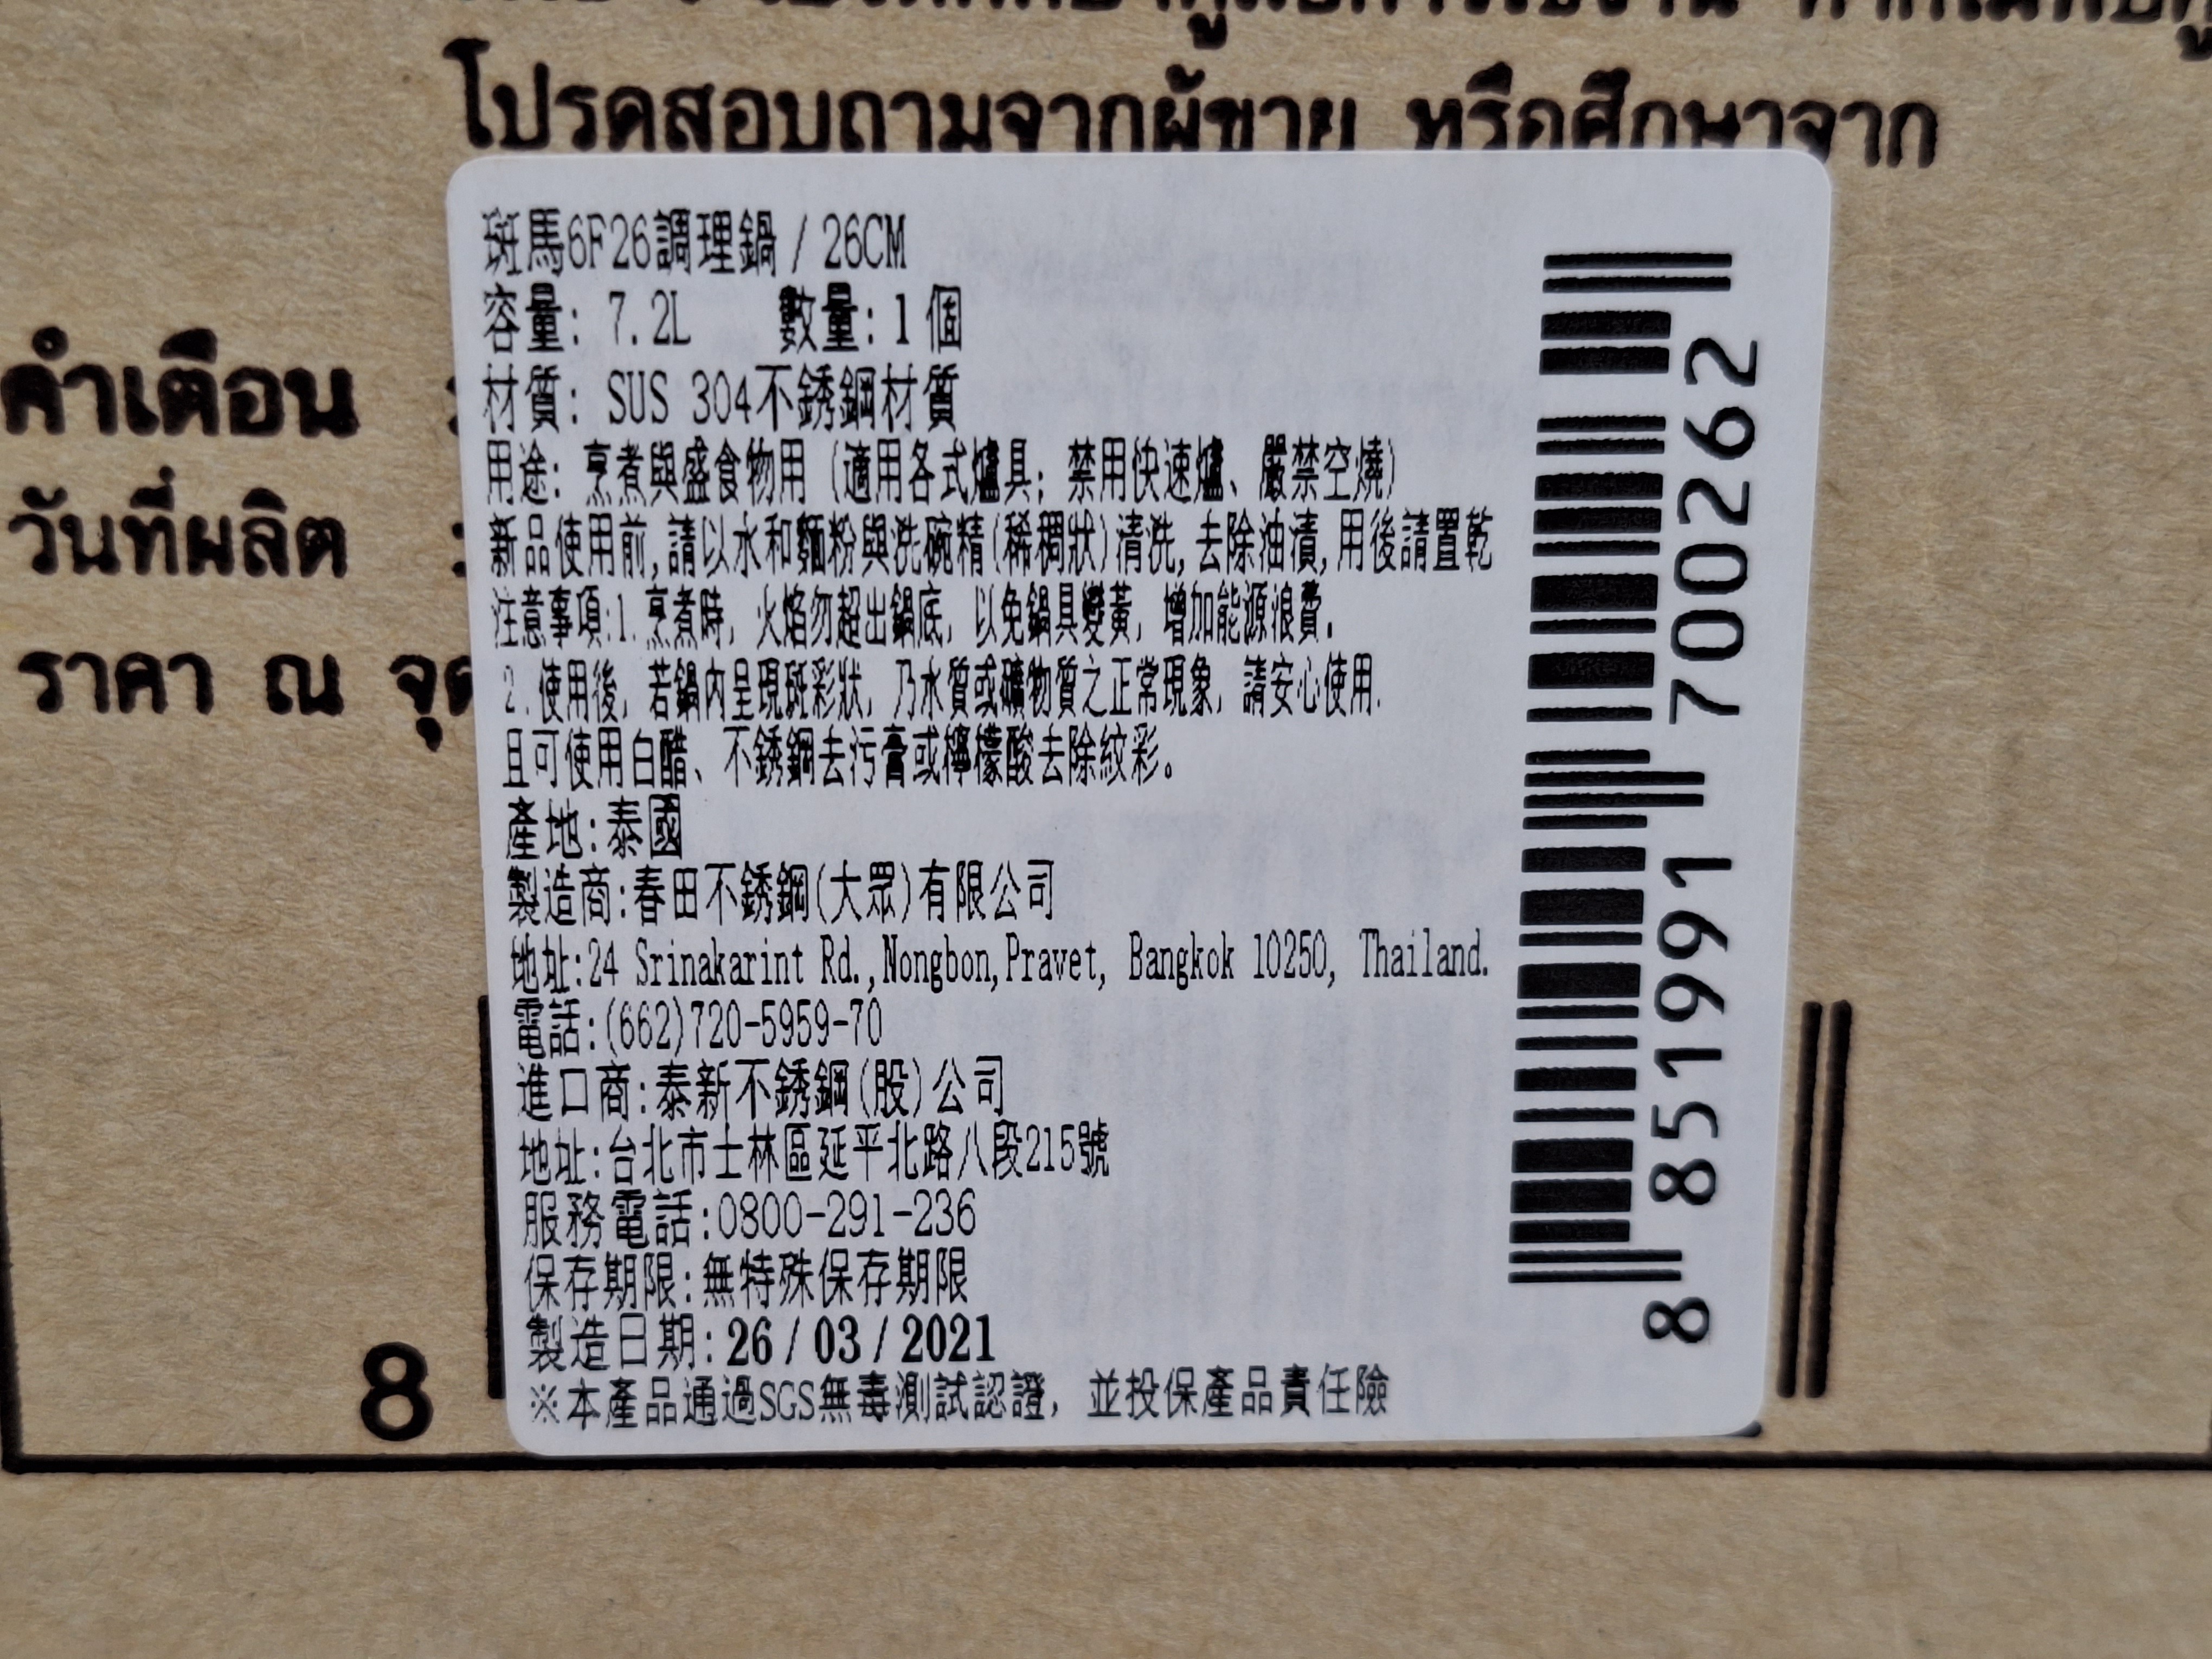 โปรดสอบถามจากผู้ขาย หรือศึกษาจาก
คำเตือน :
วันที่ผลิต :
ราคา ณ จุด
斑馬6F26調理鍋 / 26CM
容量: 7.2L 數量: 1 個
材質: SUS 304不銹鋼材質
用途: 烹煮與盛食物用 (適用各式爐具; 禁用快速爐、嚴禁空燒)
新品使用前,請以水和麵粉與洗碗精(稀稠狀)清洗,去除油漬,用後請置乾
注意事項:1. 烹煮時, 火焰勿超出鍋底, 以免鍋具變黃, 增加能源浪費.
2. 使用後, 若鍋內呈現斑彩狀, 乃水質或礦物質之正常現象, 請安心使用.
且可使用白醋、不銹鋼去污膏或檸檬酸去除紋彩。
產地:泰國
製造商:春田不銹鋼(大眾)有限公司
地址:24 Srinakarint Rd.,Nongbon,Pravet, Bangkok 10250, Thailand.
電話:(662)720-5959-70
進口商:泰新不銹鋼(股)公司
地址:台北市士林區延平北路八段215號
服務電話:0800-291-236
保存期限:無特殊保存期限
製造日期:26 / 03 / 2021
※本產品通過SGS無毒測試認證, 並投保產品責任險
8 851991 700262
8